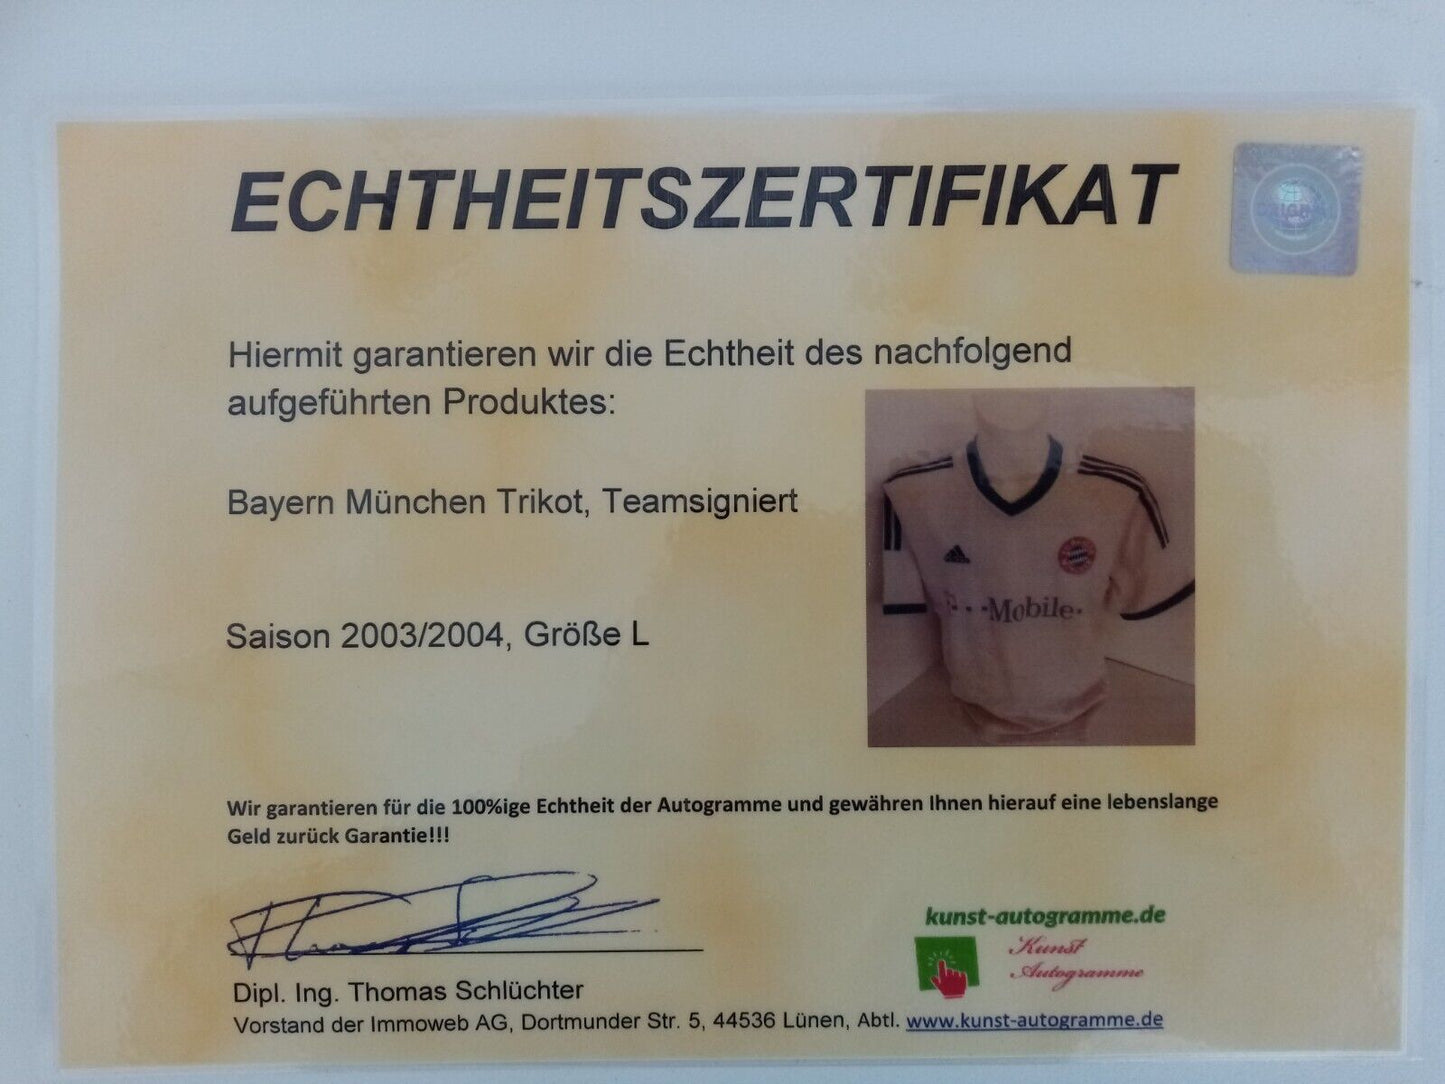 ECHTHEITSZERTIFIKAT
Hiermit garantieren wir die Echtheit des nachfolgend
aufgeführten Produktes:
Bayern München Trikot, Teamsigniert
Saison 2003/2004, Größe L
adidas
Mobile
Wir garantieren für die 100%ige Echtheit der Autogramme und gewähren Ihnen hierauf eine lebenslange
Geld zurück Garantie!!!
kunst-autogramme.de
Kunst
Autogramme
Dipl. Ing. Thomas Schlüchter
Vorstand der Immoweb AG, Dortmunder Str. 5, 44536 Lünen, Abtl. www.kunst-autogramme.de